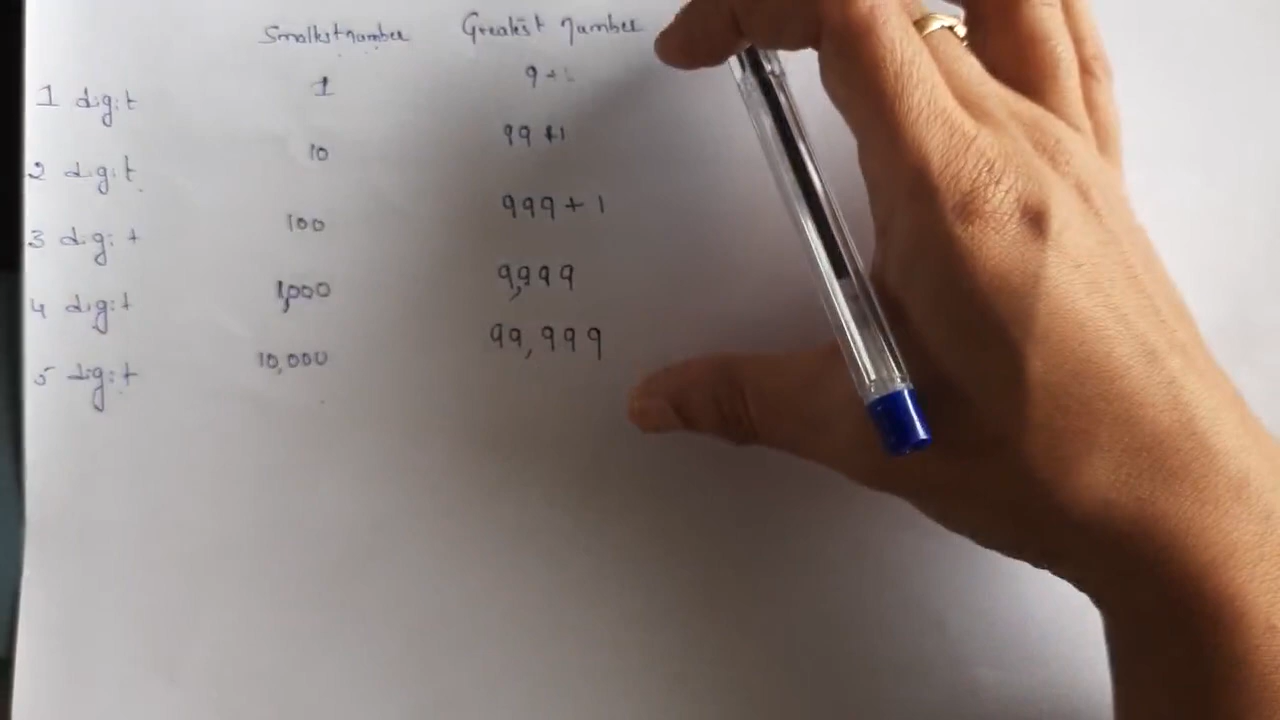 Smallest number Greatest number
1 digit 1 9 + 1
2 digit 10 99 + 1
3 digit 100 999 + 1
4 digit 1,000 9,999
5 digit 10,000 99,999